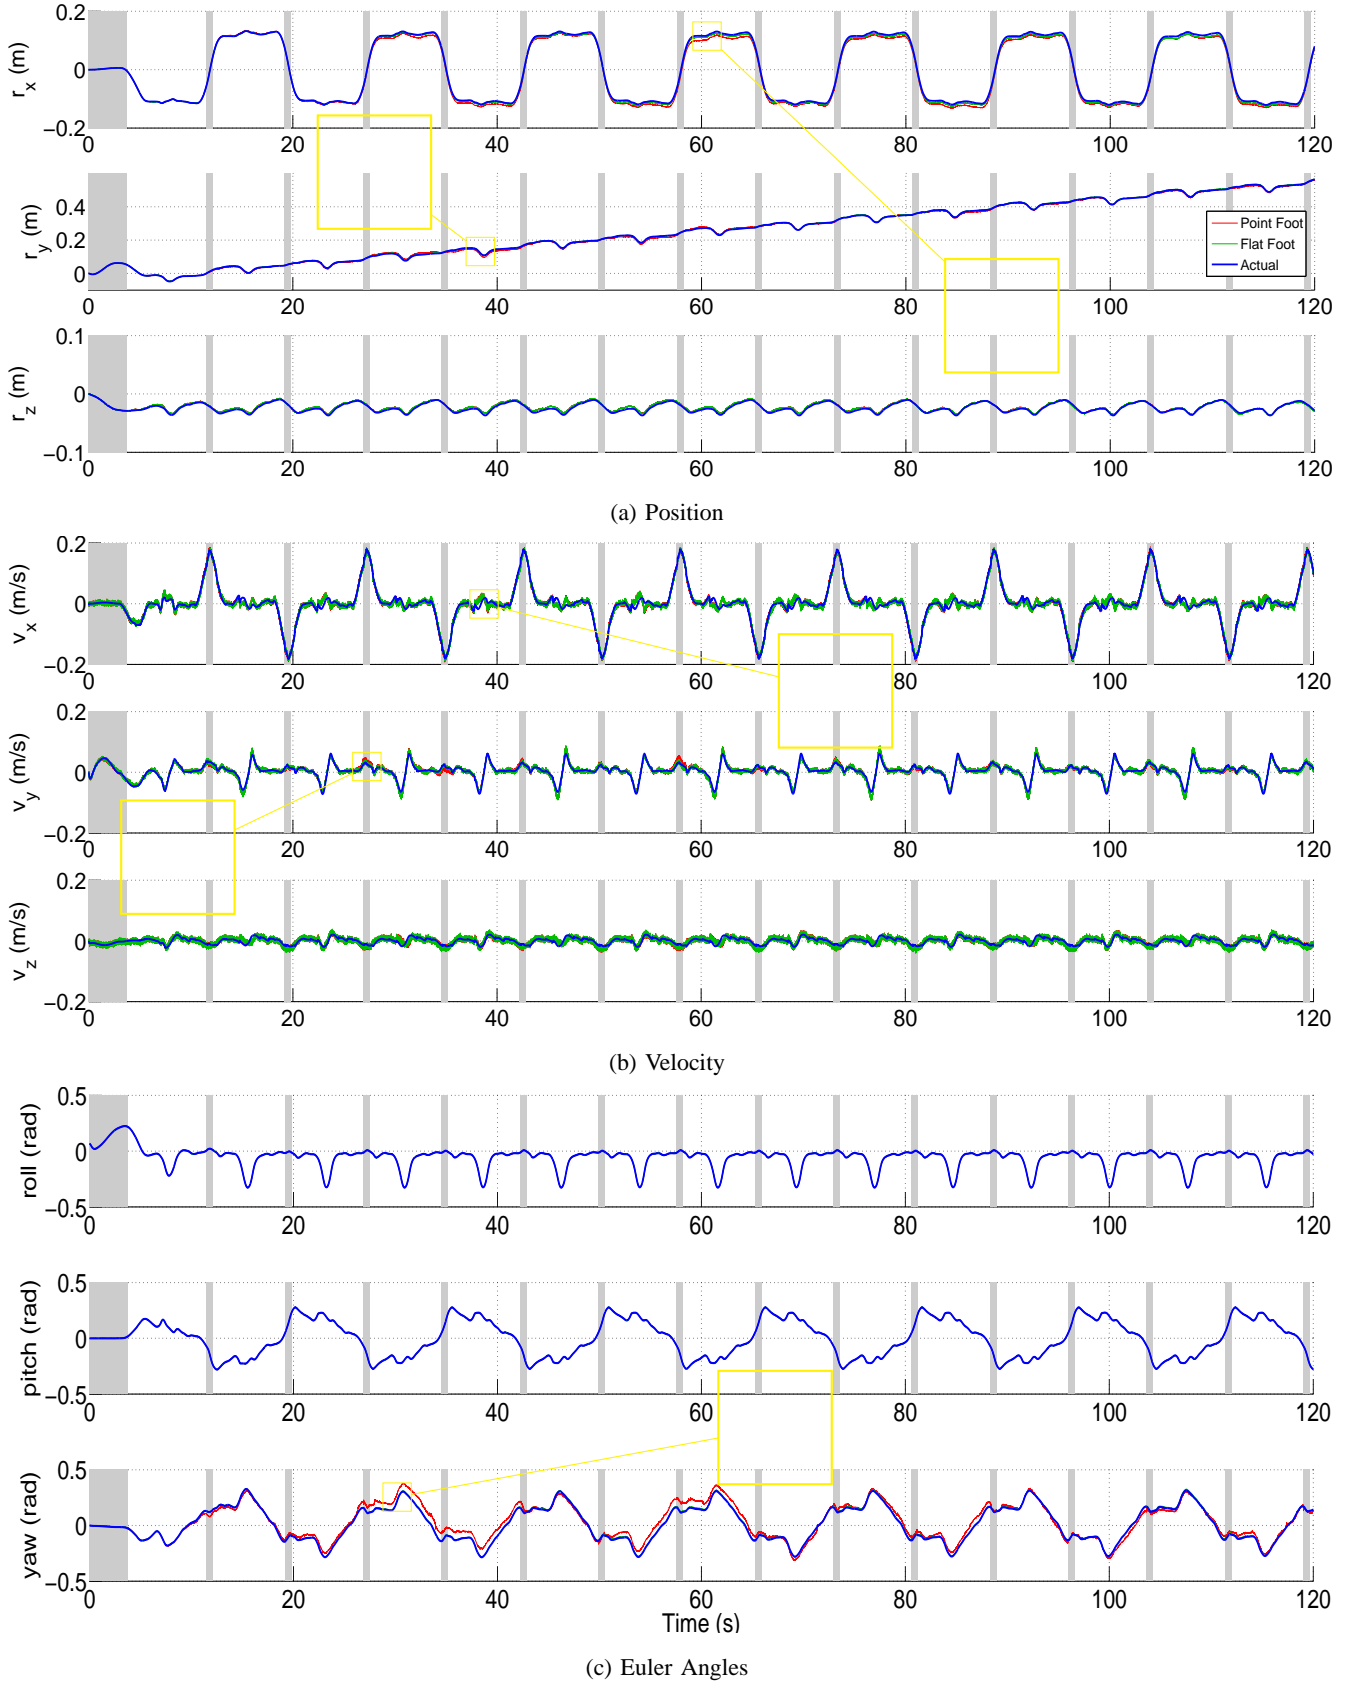 0.2
0
−0.2
r_x (m)
0 20 40 60 80 100 120
0.4
0.2
0
r_y (m)
Point Foot
Flat Foot
Actual
0 20 40 60 80 100 120
0.1
0
−0.1
r_z (m)
0 20 40 60 80 100 120
(a) Position
0.2
0
−0.2
v_x (m/s)
0 20 40 60 80 100 120
0.2
0
−0.2
v_y (m/s)
0 20 40 60 80 100 120
0.2
0
−0.2
v_z (m/s)
0 20 40 60 80 100 120
(b) Velocity
0.5
0
−0.5
roll (rad)
0 20 40 60 80 100 120
0.5
0
−0.5
pitch (rad)
0 20 40 60 80 100 120
0.5
0
−0.5
yaw (rad)
0 20 40 60 80 100 120
Time (s)
(c) Euler Angles